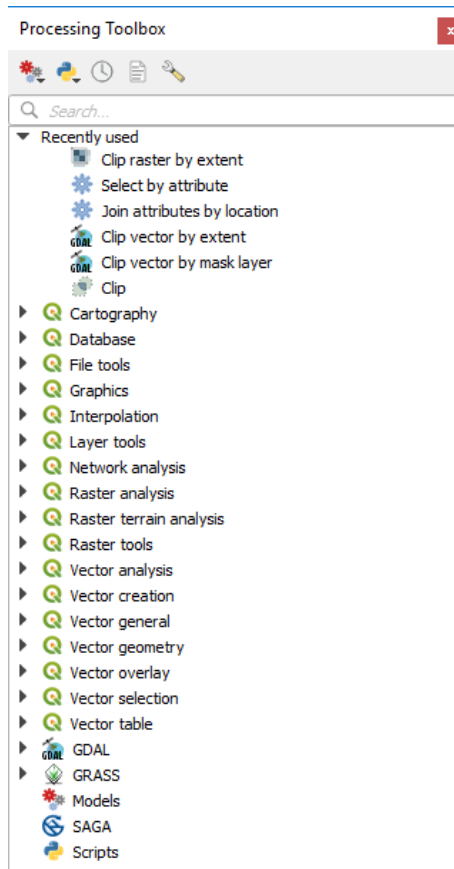 Processing Toolbox
x
Search...
Recently used
Clip raster by extent
Select by attribute
Join attributes by location
GDAL Clip vector by extent
GDAL Clip vector by mask layer
Clip
Cartography
Database
File tools
Graphics
Interpolation
Layer tools
Network analysis
Raster analysis
Raster terrain analysis
Raster tools
Vector analysis
Vector creation
Vector general
Vector geometry
Vector overlay
Vector selection
Vector table
GDAL GDAL
GRASS
Models
SAGA
Scripts